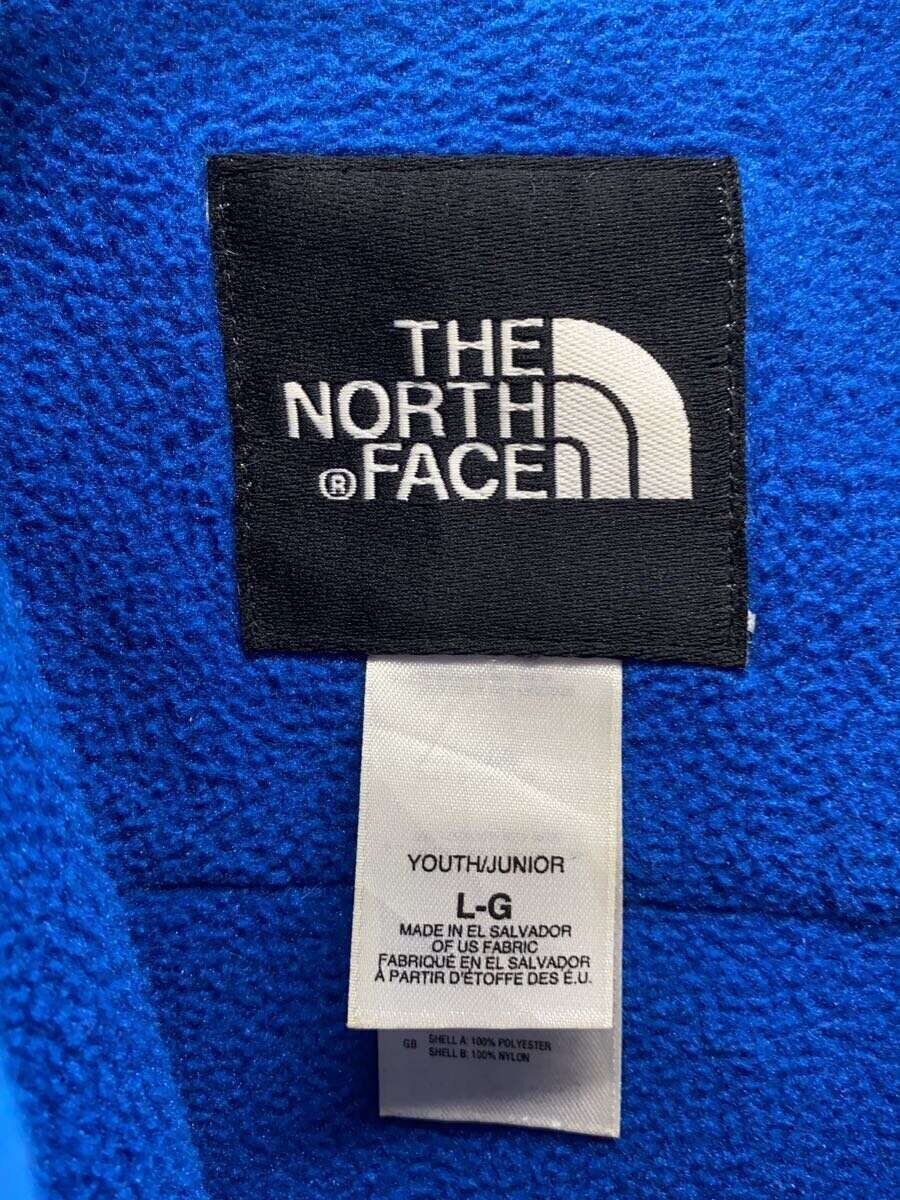 THE
NORTH
®FACE
YOUTH/JUNIOR
L-G
MADE IN EL SALVADOR
OF US FABRIC
FABRIQUÉ EN EL SALVADOR
À PARTIR D'ÉTOFFE DES É.U.
GB SHELL A: 100% POLYESTER
SHELL B: 100% NYLON